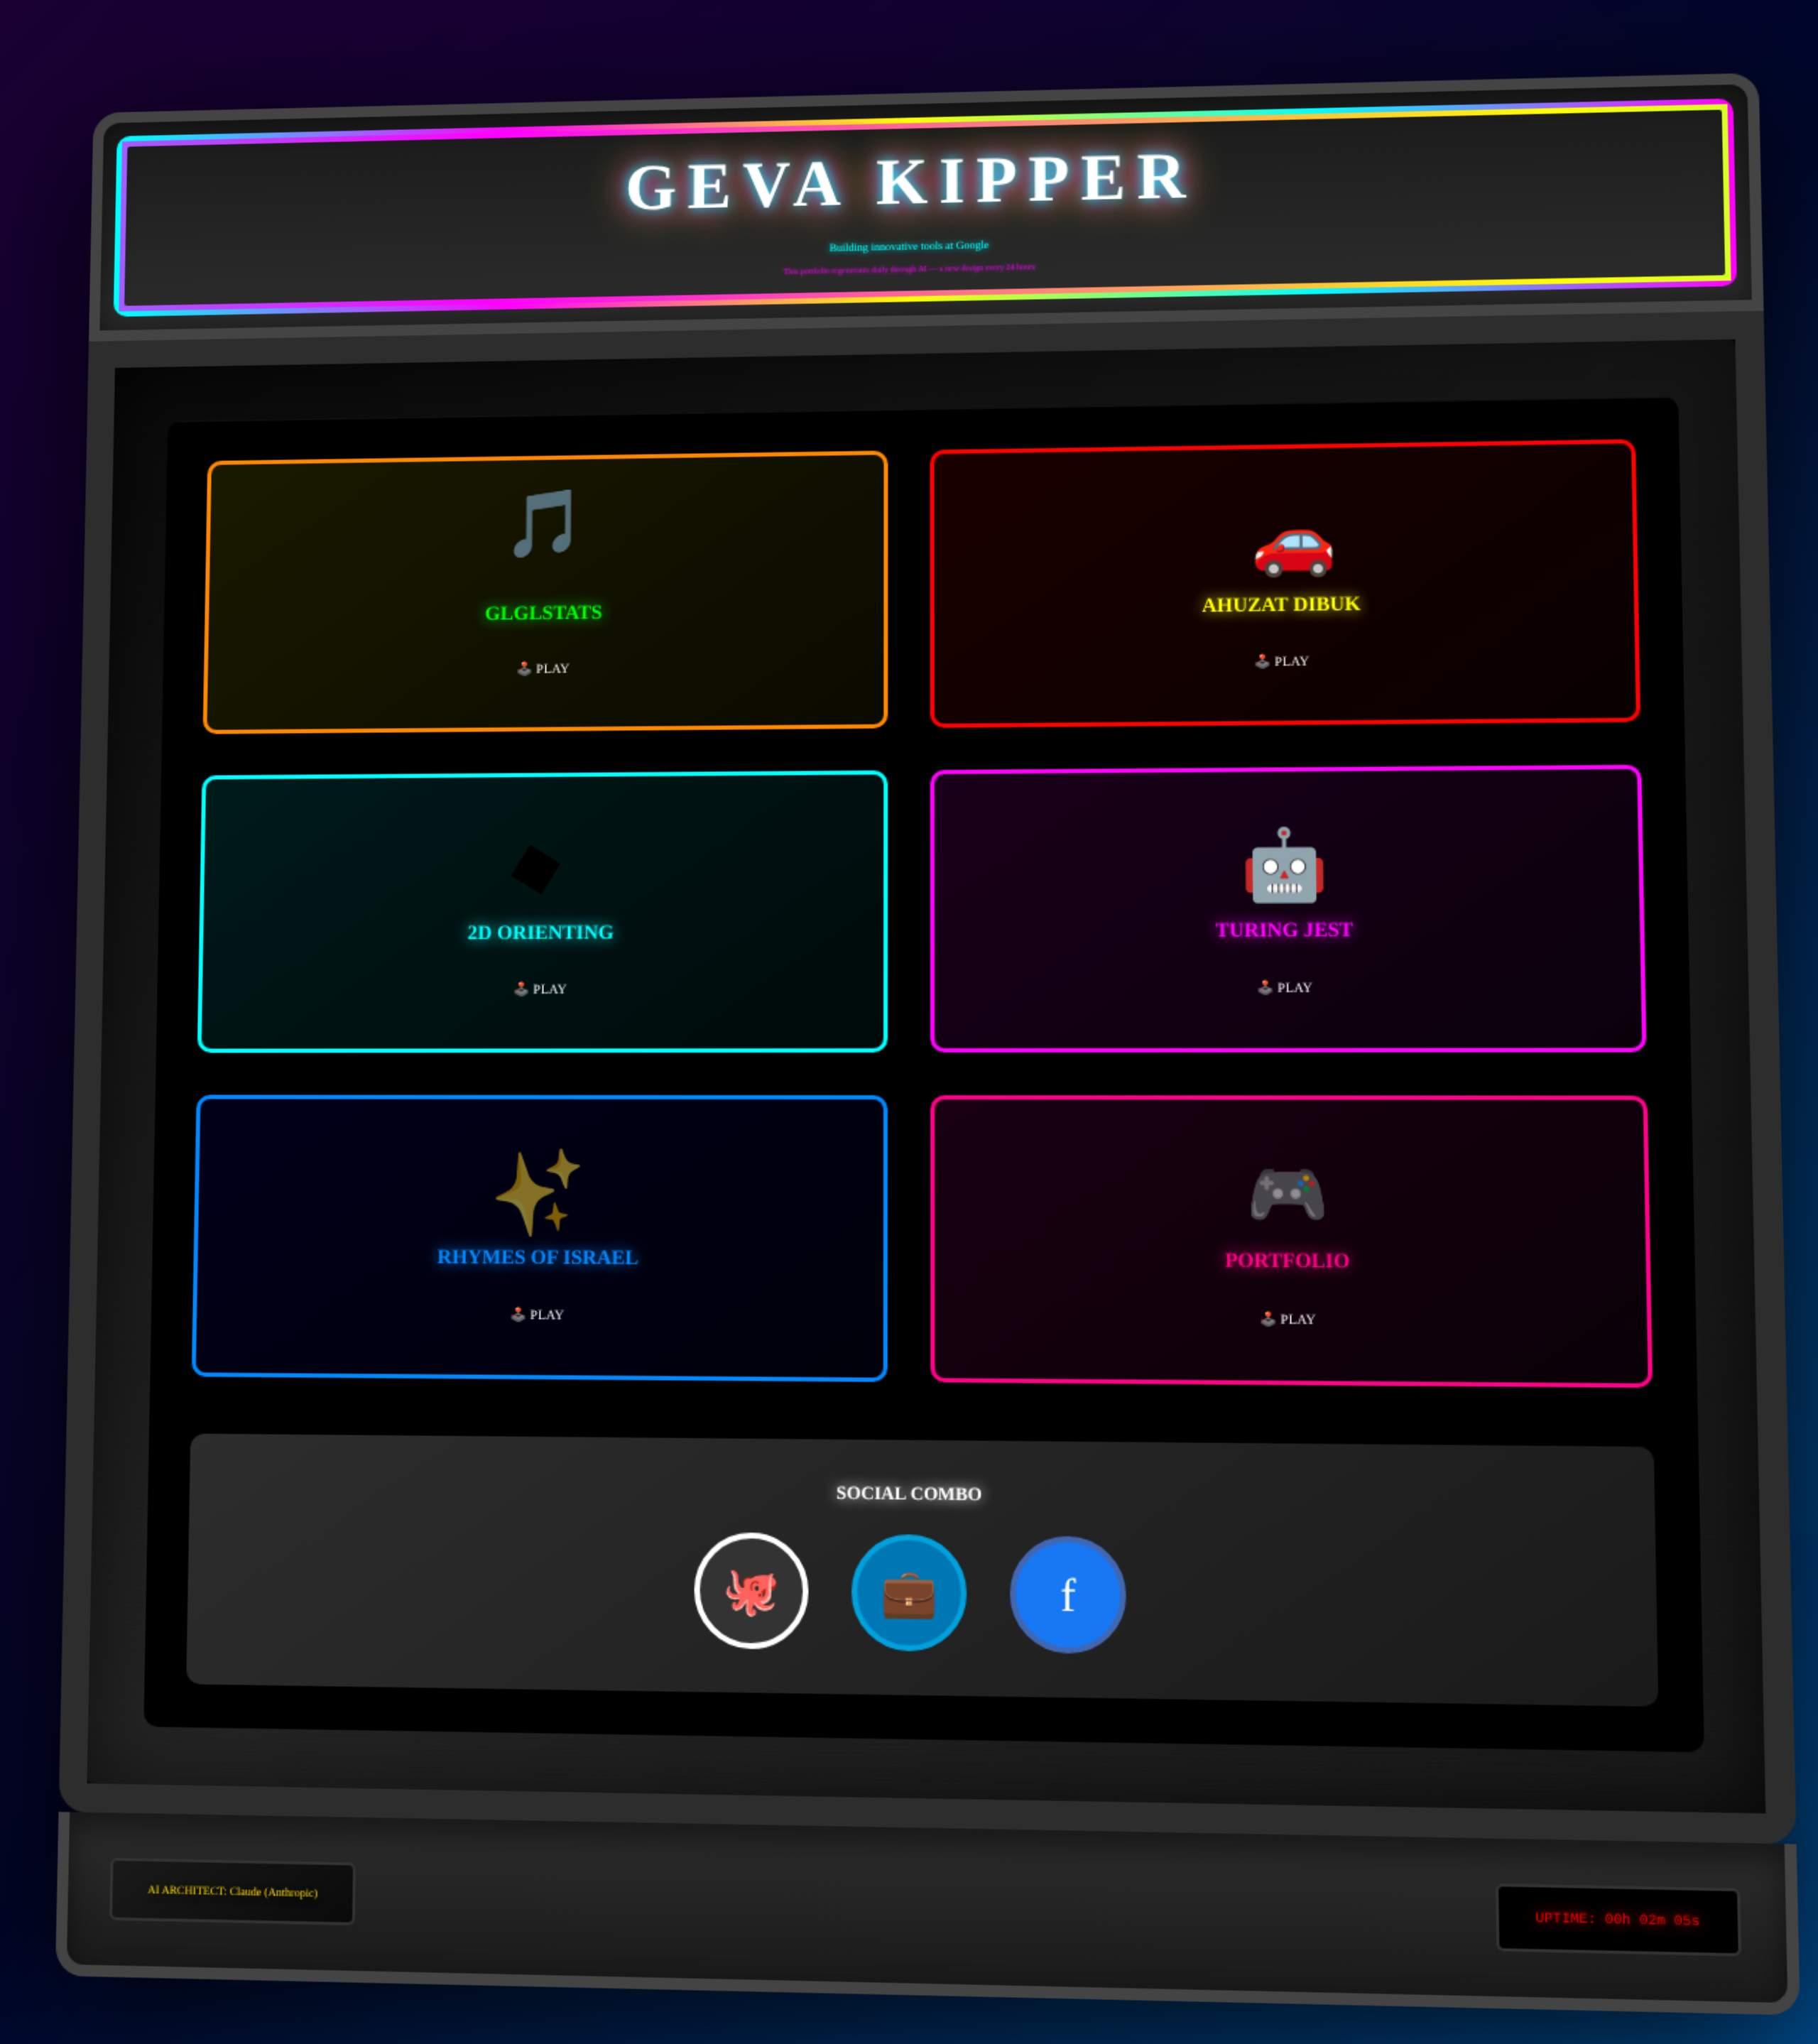 GEVA KIPPER
Building innovative tools at Google
This portfolio regenerates daily through AI — a new design every 24 hours
GLGLSTATS
PLAY
AHUZAT DIBUK
PLAY
2D ORIENTING
PLAY
TURING JEST
PLAY
RHYMES OF ISRAEL
PLAY
PORTFOLIO
PLAY
SOCIAL COMBO
f
AI ARCHITECT: Claude (Anthropic)
UPTIME: 00h 02m 05s